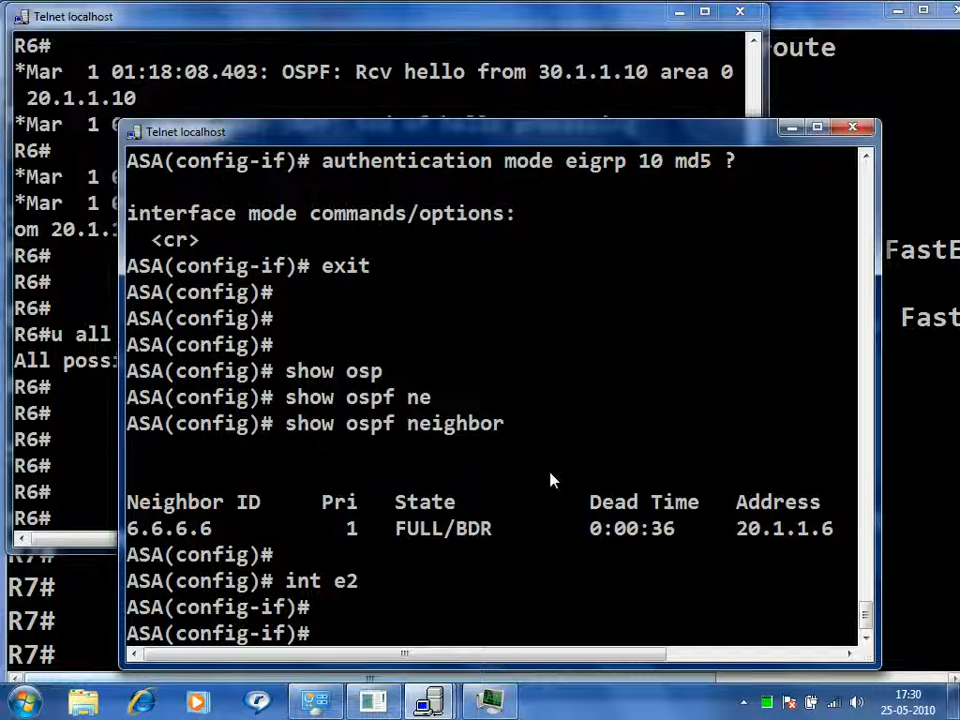 Telnet localhost
R6#
*Mar  1 01:18:08.403: OSPF: Rcv hello from 30.1.1.10 area 0
20.1.1.10
*Mar  1 0
R6#
*Mar  1 0
*Mar  1 0
om 20.1.1
R6#
R6#
R6#
R6#u all
All possi
R6#
R6#
R6#
R6#
R6#
R6#
Telnet localhost
ASA(config-if)# authentication mode eigrp 10 md5 ?
interface mode commands/options:
<cr>
ASA(config-if)# exit
ASA(config)#
ASA(config)#
ASA(config)#
ASA(config)# show osp
ASA(config)# show ospf ne
ASA(config)# show ospf neighbor
Neighbor ID     Pri   State           Dead Time   Address
6.6.6.6           1   FULL/BDR        0:00:36     20.1.1.6
ASA(config)#
ASA(config)# int e2
ASA(config-if)#
ASA(config-if)#
route
FastE
Fast
R7#
R7#
R7#
R7#
17:30
25-05-2010